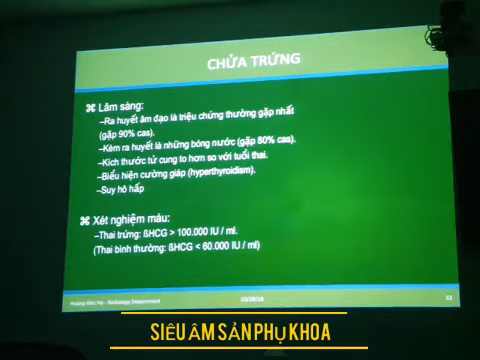 CHỬA TRỨNG
⌘ Lâm sàng:
–Ra huyết âm đạo là triệu chứng thường gặp nhất
(gặp 90% cas).
–Kèm ra huyết là những bóng nước (gặp 80% cas).
–Kích thước tử cung to hơn so với tuổi thai.
–Biểu hiện cường giáp (hyperthyroidism).
–Suy hô hấp
⌘ Xét nghiệm máu:
–Thai trứng: ßHCG > 100.000 IU / ml.
(Thai bình thường: ßHCG < 60.000 IU / ml)
Radiology Department
12
SIÊU ÂM SẢN PHỤ KHOA